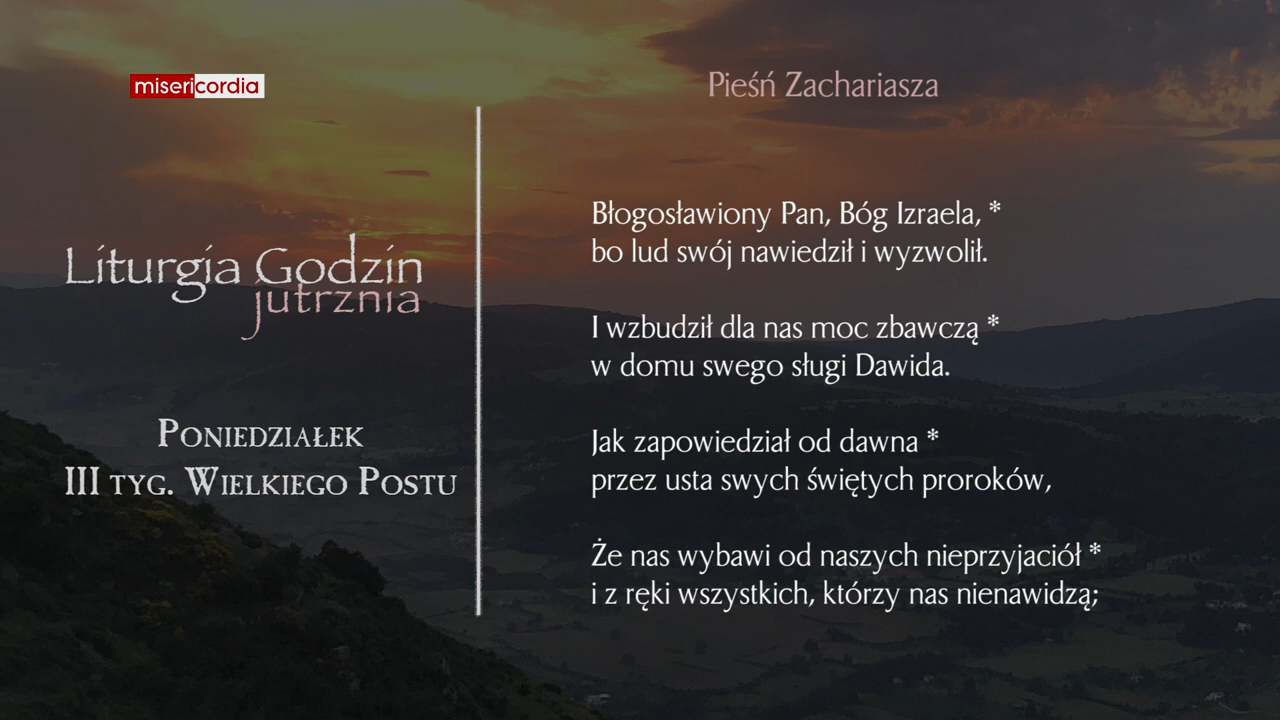 misericordia
Liturgia Godzin
jutrznia
Poniedziałek
III tyg. Wielkiego Postu
Pieśń Zachariasza
Błogosławiony Pan, Bóg Izraela, *
bo lud swój nawiedził i wyzwolił.
I wzbudził dla nas moc zbawczą *
w domu swego sługi Dawida.
Jak zapowiedział od dawna *
przez usta swych świętych proroków,
Że nas wybawi od naszych nieprzyjaciół *
i z ręki wszystkich, którzy nas nienawidzą;